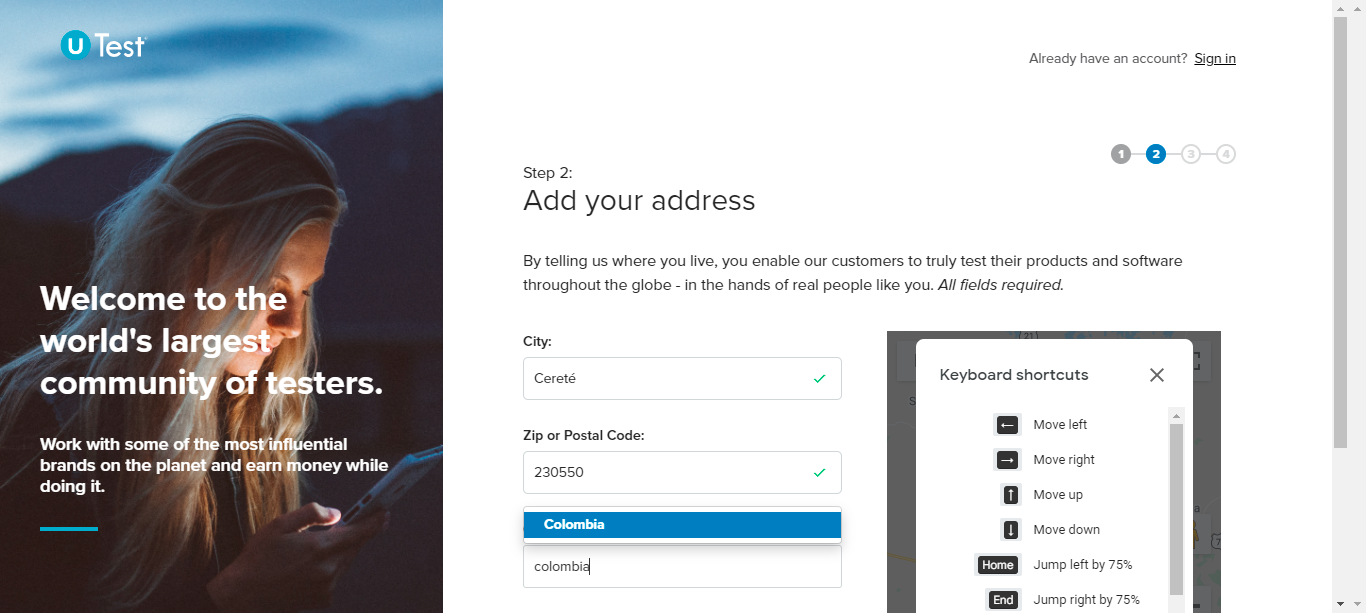 U Test
Already have an account? Sign in
1 2 3 4
Step 2:
Add your address
By telling us where you live, you enable our customers to truly test their products and software
throughout the globe - in the hands of real people like you. All fields required.
Welcome to the
world's largest
community of testers.
Work with some of the most influential
brands on the planet and earn money while
doing it.
City:
Cereté
Zip or Postal Code:
230550
Colombia
colombia
21
Keyboard shortcuts
← Move left
→ Move right
↑ Move up
↓ Move down
Home Jump left by 75%
End Jump right by 75%